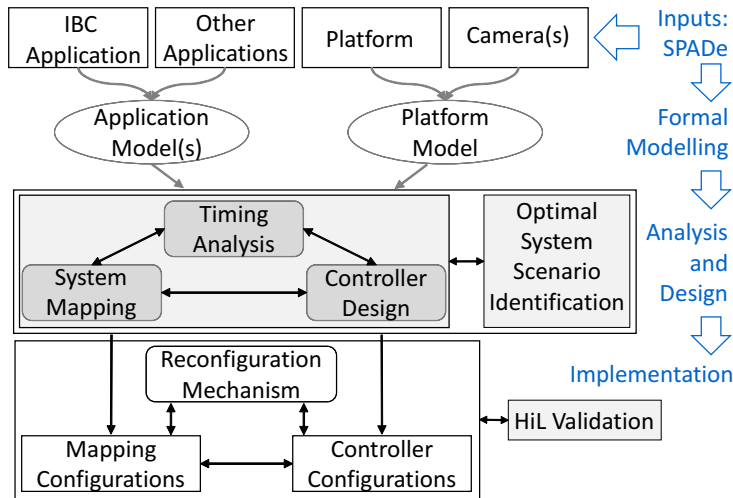 IBC
Application
Other
Applications
Platform
Camera(s)
Inputs:
SPADe
Application
Model(s)
Platform
Model
Formal
Modelling
Timing
Analysis
System
Mapping
Controller
Design
Optimal
System
Scenario
Identification
Analysis
and
Design
Reconfiguration
Mechanism
Implementation
Mapping
Configurations
Controller
Configurations
HiL Validation